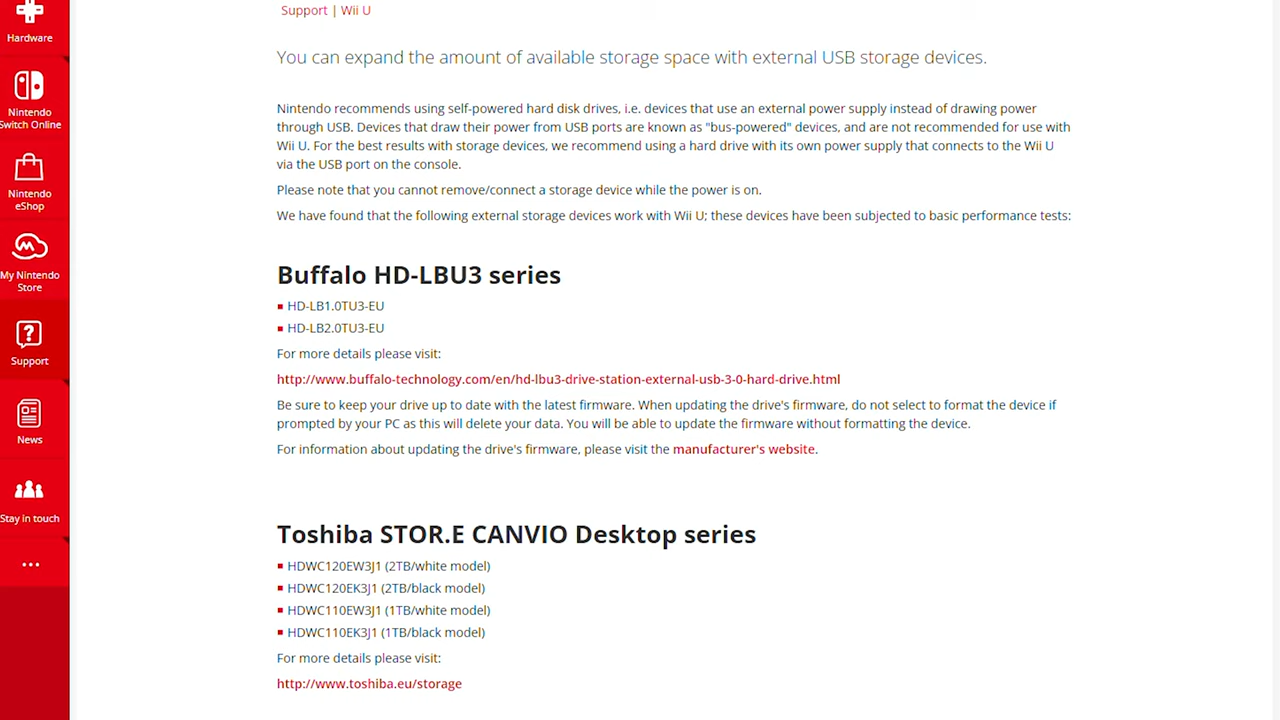 Hardware
Nintendo
Switch Online
Nintendo
eShop
My Nintendo
Store
Support
News
Stay in touch
...
Support | Wii U
You can expand the amount of available storage space with external USB storage devices.
Nintendo recommends using self-powered hard disk drives, i.e. devices that use an external power supply instead of drawing power
through USB. Devices that draw their power from USB ports are known as "bus-powered" devices, and are not recommended for use with
Wii U. For the best results with storage devices, we recommend using a hard drive with its own power supply that connects to the Wii U
via the USB port on the console.
Please note that you cannot remove/connect a storage device while the power is on.
We have found that the following external storage devices work with Wii U; these devices have been subjected to basic performance tests:
Buffalo HD-LBU3 series
HD-LB1.0TU3-EU
HD-LB2.0TU3-EU
For more details please visit:
http://www.buffalo-technology.com/en/hd-lbu3-drive-station-external-usb-3-0-hard-drive.html
Be sure to keep your drive up to date with the latest firmware. When updating the drive's firmware, do not select to format the device if
prompted by your PC as this will delete your data. You will be able to update the firmware without formatting the device.
For information about updating the drive's firmware, please visit the manufacturer's website.
Toshiba STOR.E CANVIO Desktop series
HDWC120EW3J1 (2TB/white model)
HDWC120EK3J1 (2TB/black model)
HDWC110EW3J1 (1TB/white model)
HDWC110EK3J1 (1TB/black model)
For more details please visit:
http://www.toshiba.eu/storage